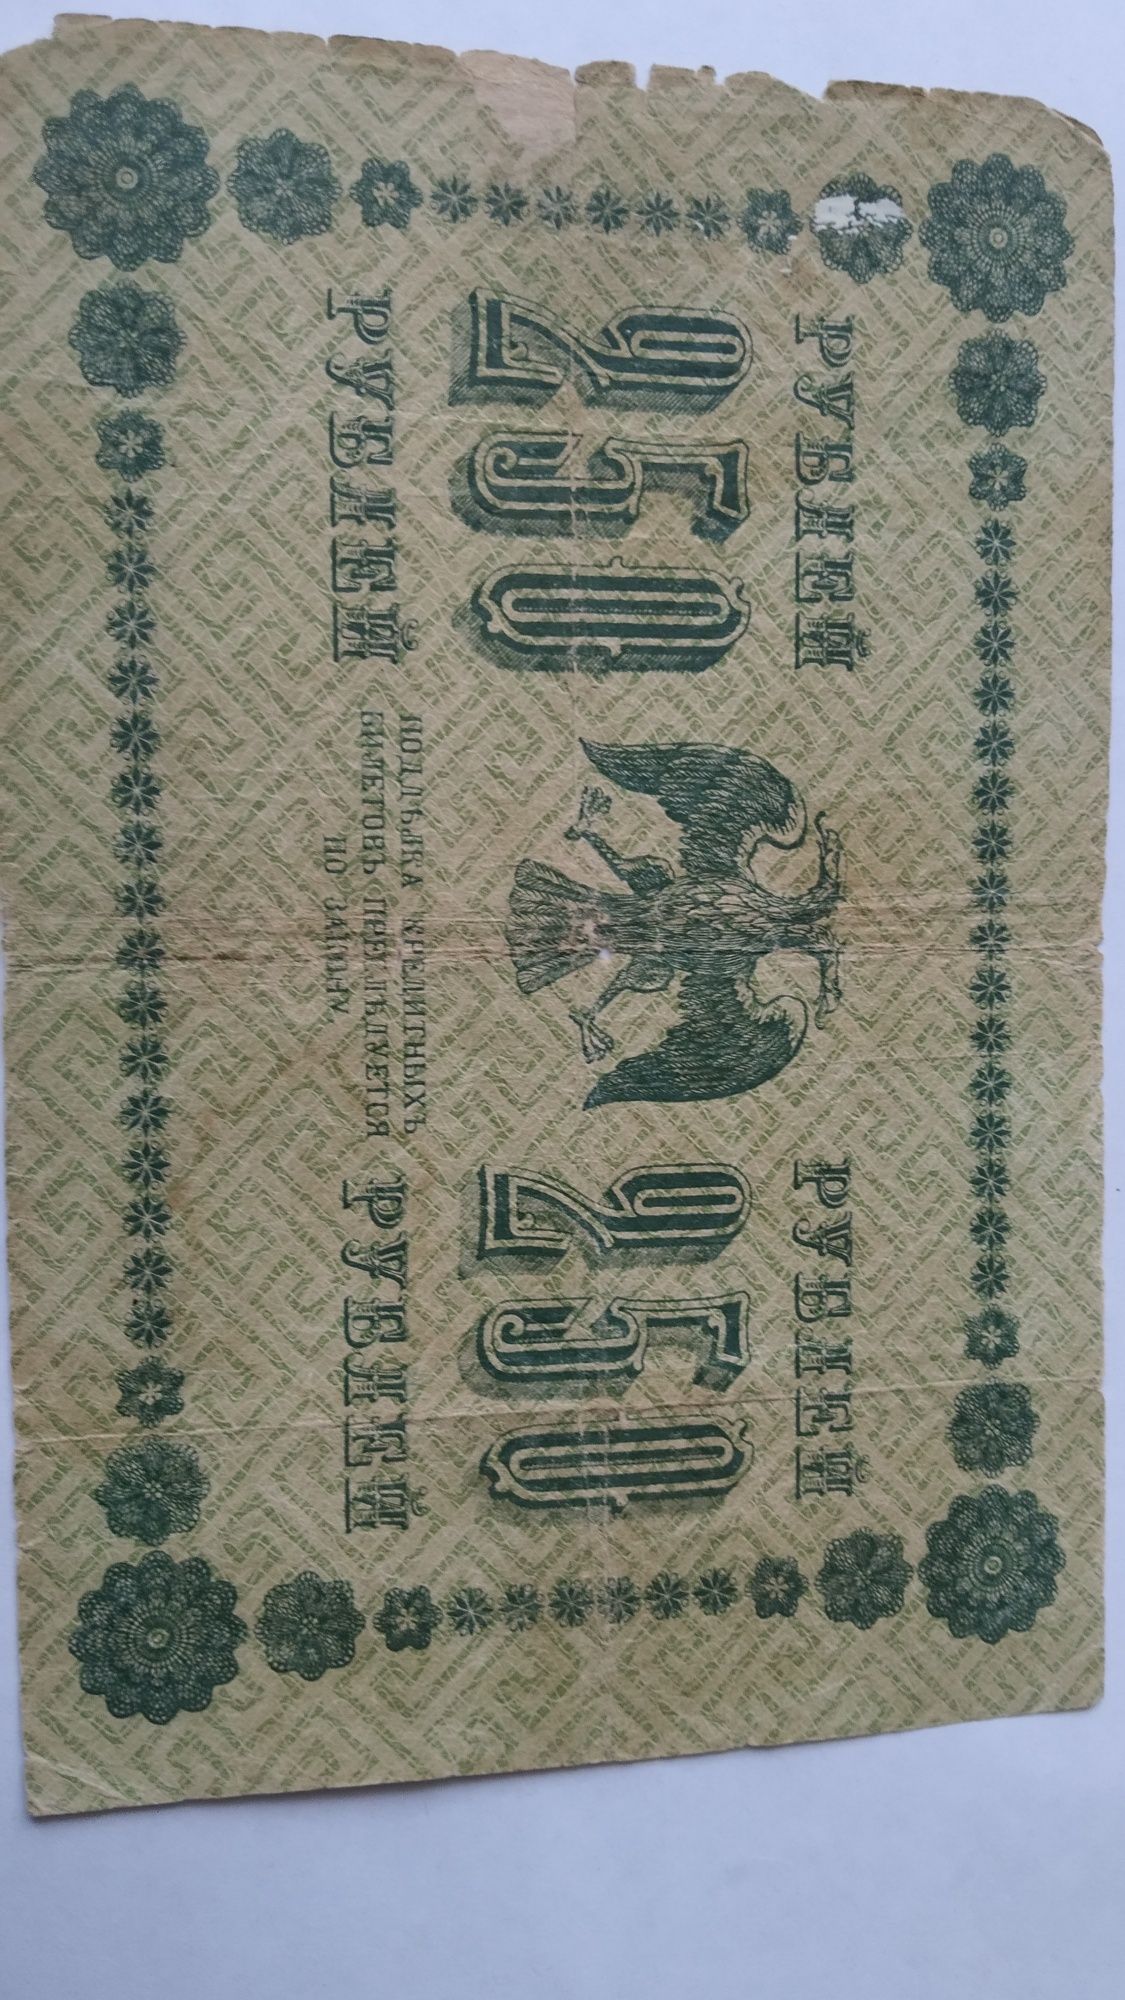 РУБЛЕЙ РУБЛЕЙ
250 250
РУБЛЕЙ РУБЛЕЙ
ПОДДѢЛКА КРЕДИТНЫХЪ
БИЛЕТОВЪ ПРЕСЛѢДУЕТСЯ
ПО ЗАКОНУ.